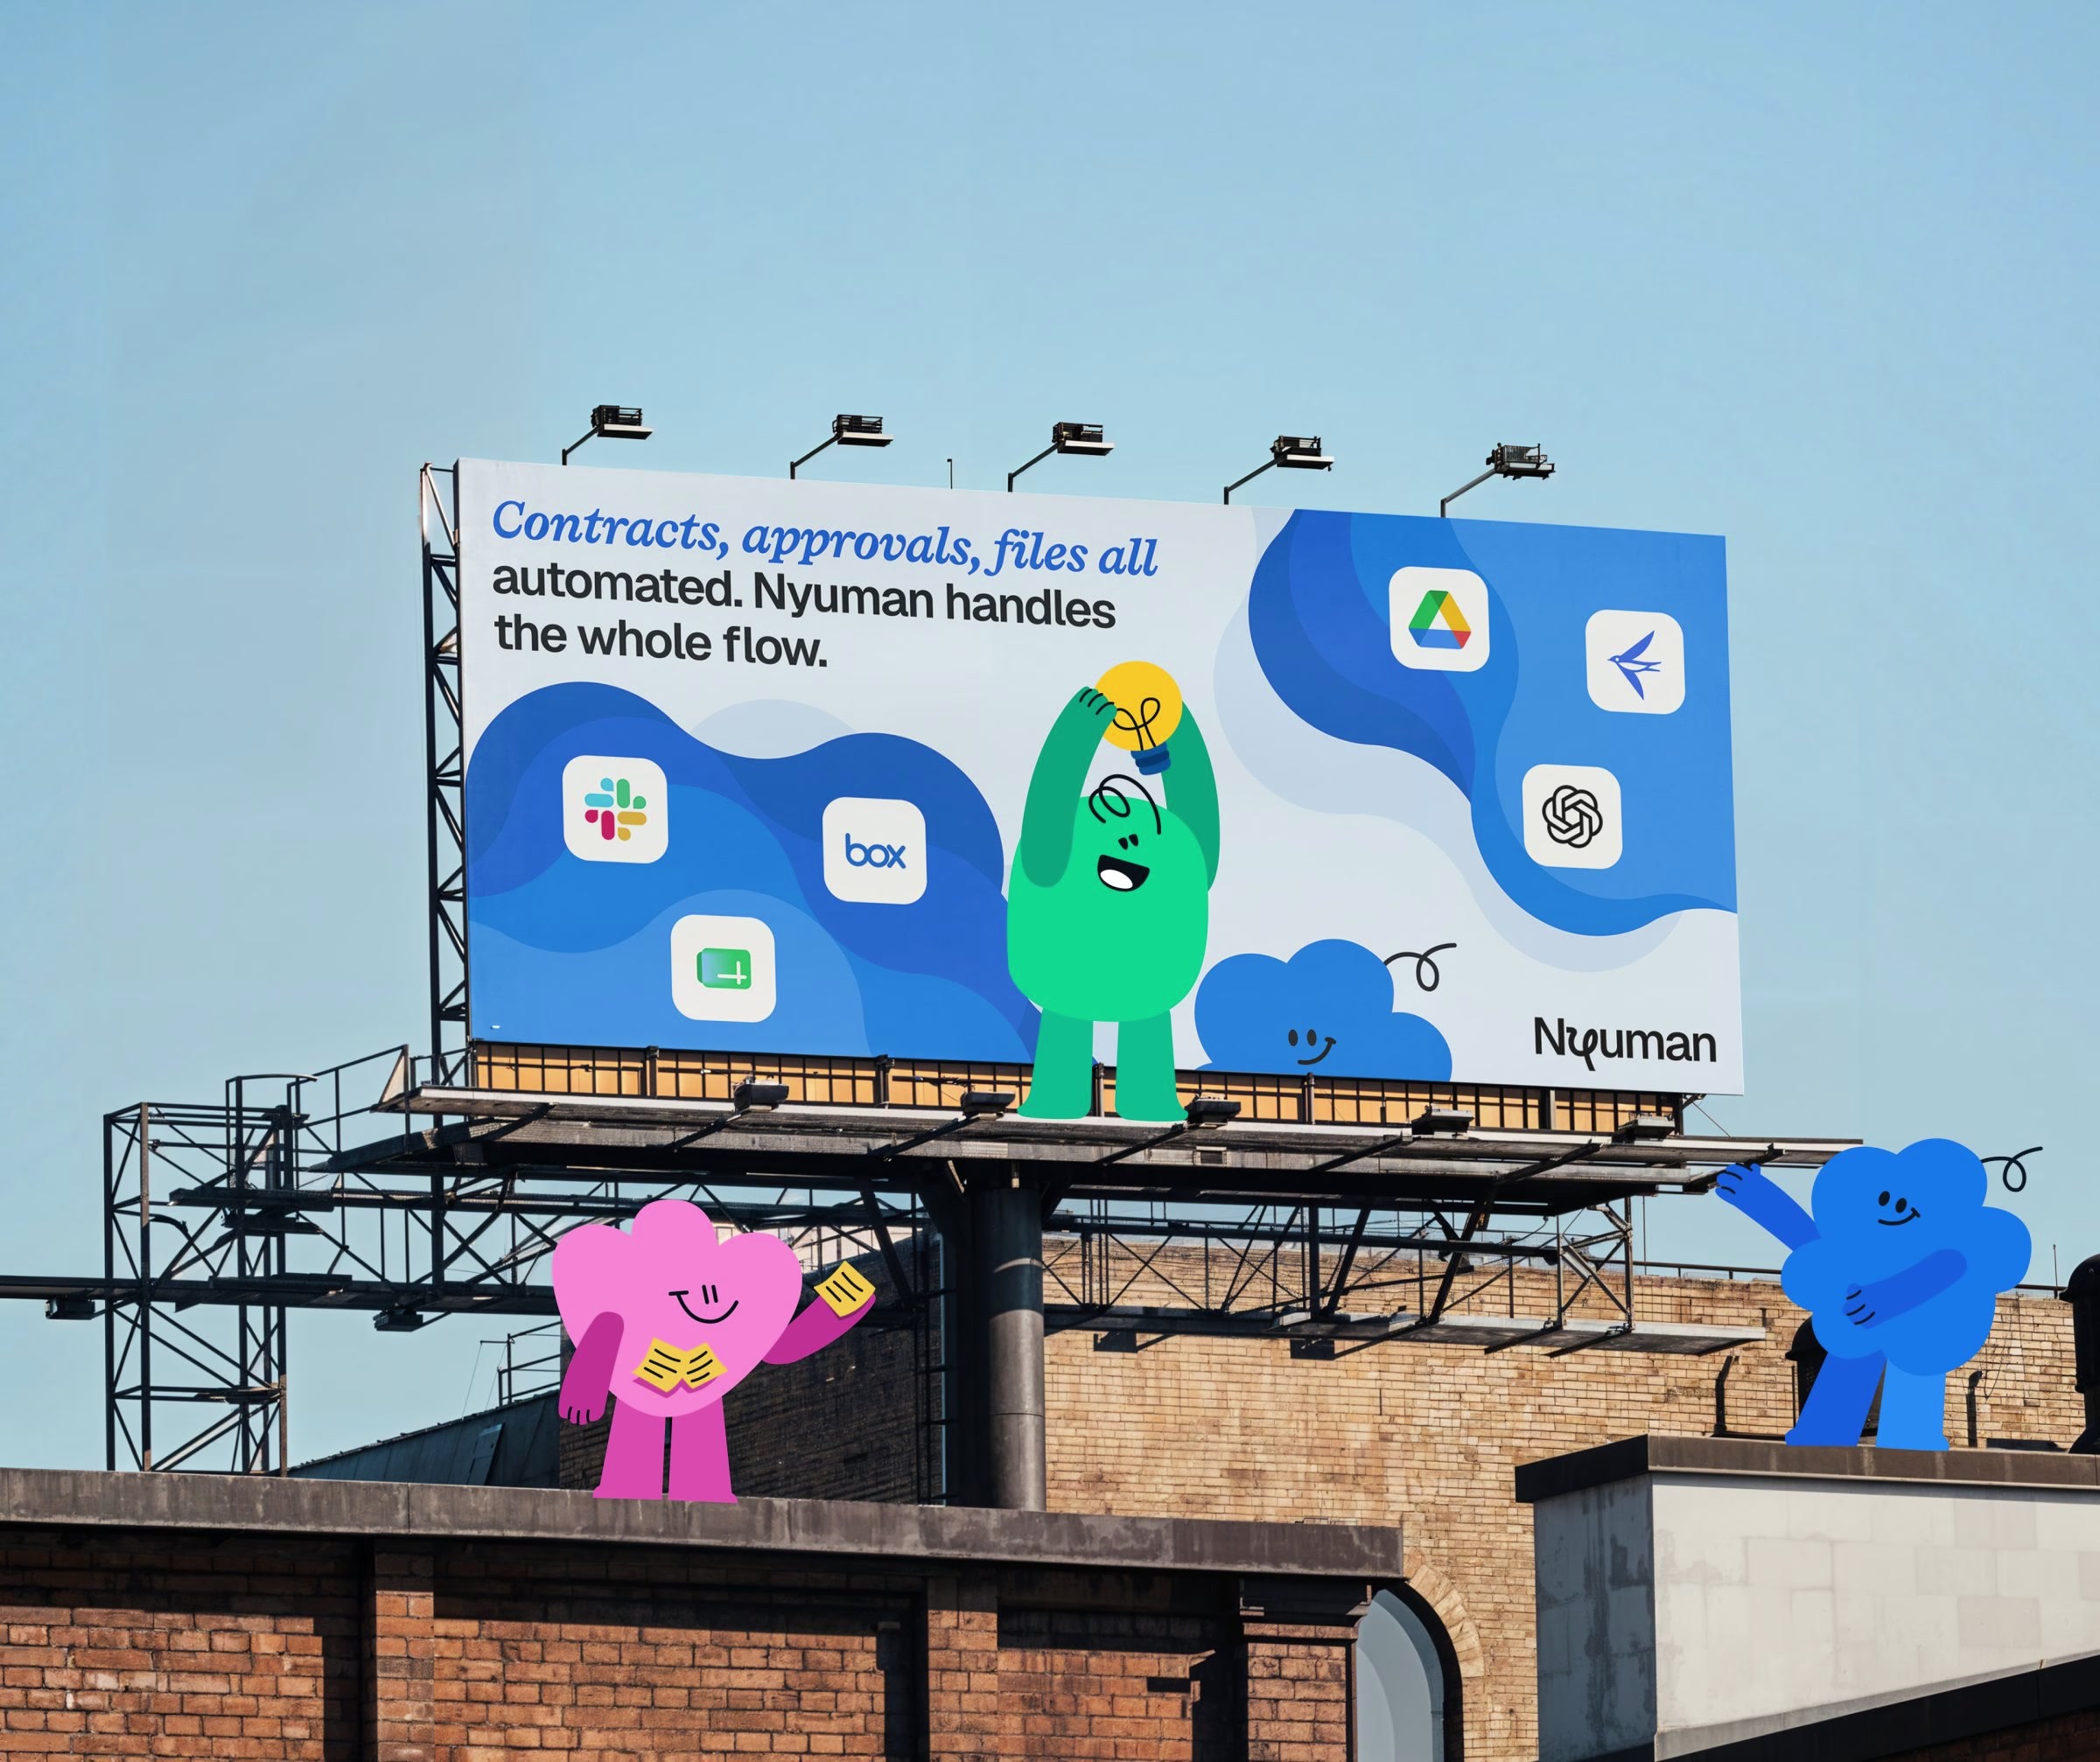 Contracts, approvals, files all
automated. Nyuman handles
the whole flow.
box
Nyuman